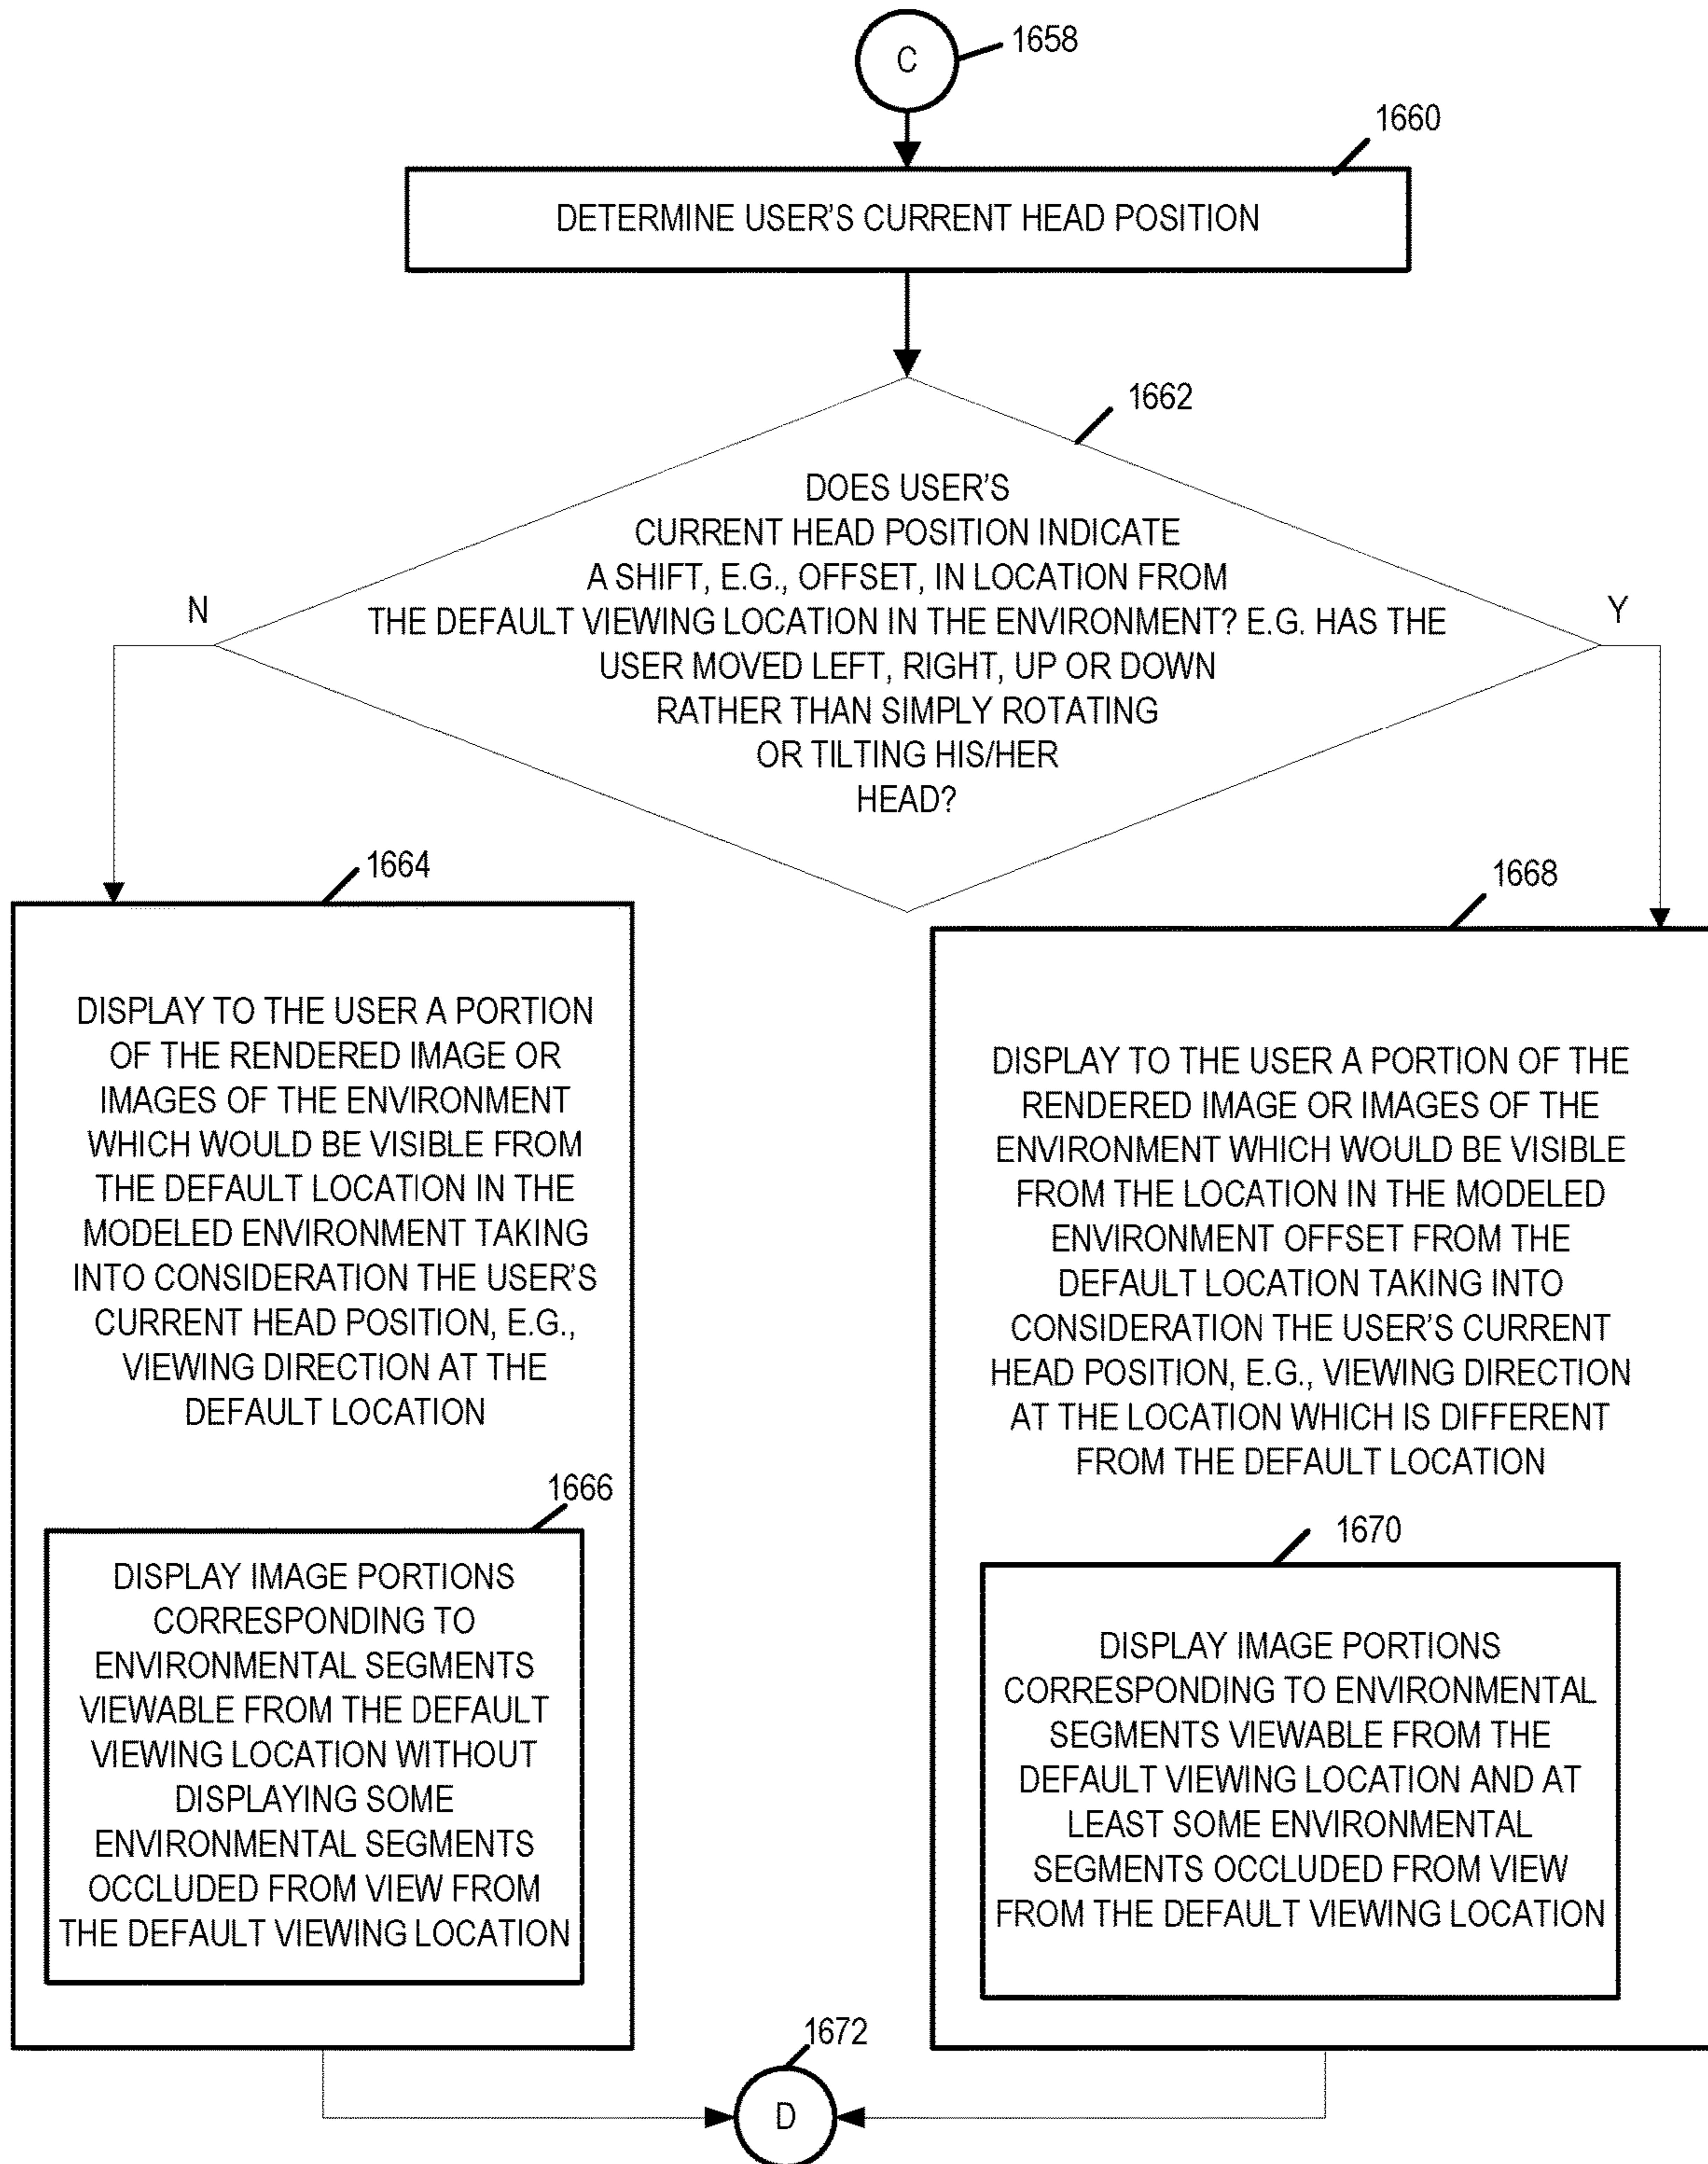 C
1658
1660
DETERMINE USER'S CURRENT HEAD POSITION
1662
DOES USER'S
CURRENT HEAD POSITION INDICATE
A SHIFT, E.G., OFFSET, IN LOCATION FROM
THE DEFAULT VIEWING LOCATION IN THE ENVIRONMENT? E.G. HAS THE
USER MOVED LEFT, RIGHT, UP OR DOWN
RATHER THAN SIMPLY ROTATING
OR TILTING HIS/HER
HEAD?
N
Y
1664
DISPLAY TO THE USER A PORTION
OF THE RENDERED IMAGE OR
IMAGES OF THE ENVIRONMENT
WHICH WOULD BE VISIBLE FROM
THE DEFAULT LOCATION IN THE
MODELED ENVIRONMENT TAKING
INTO CONSIDERATION THE USER'S
CURRENT HEAD POSITION, E.G.,
VIEWING DIRECTION AT THE
DEFAULT LOCATION
1666
DISPLAY IMAGE PORTIONS
CORRESPONDING TO
ENVIRONMENTAL SEGMENTS
VIEWABLE FROM THE DEFAULT
VIEWING LOCATION WITHOUT
DISPLAYING SOME
ENVIRONMENTAL SEGMENTS
OCCLUDED FROM VIEW FROM
THE DEFAULT VIEWING LOCATION
1668
DISPLAY TO THE USER A PORTION OF THE
RENDERED IMAGE OR IMAGES OF THE
ENVIRONMENT WHICH WOULD BE VISIBLE
FROM THE LOCATION IN THE MODELED
ENVIRONMENT OFFSET FROM THE
DEFAULT LOCATION TAKING INTO
CONSIDERATION THE USER'S CURRENT
HEAD POSITION, E.G., VIEWING DIRECTION
AT THE LOCATION WHICH IS DIFFERENT
FROM THE DEFAULT LOCATION
1670
DISPLAY IMAGE PORTIONS
CORRESPONDING TO ENVIRONMENTAL
SEGMENTS VIEWABLE FROM THE
DEFAULT VIEWING LOCATION AND AT
LEAST SOME ENVIRONMENTAL
SEGMENTS OCCLUDED FROM VIEW
FROM THE DEFAULT VIEWING LOCATION
1672
D